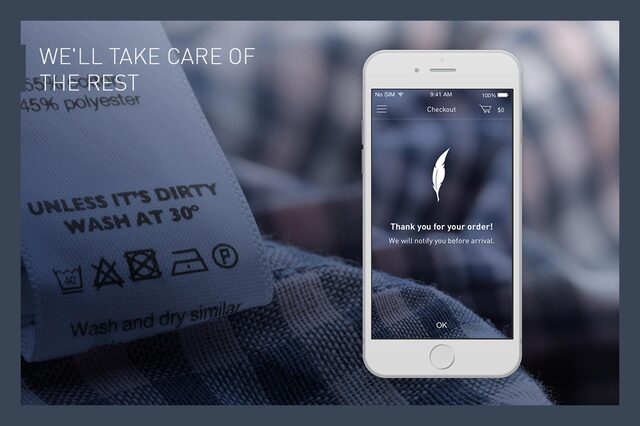 WE'LL TAKE CARE OF
THE REST
45% polyester
UNLESS IT'S DIRTY
WASH AT 30°
40
P
Wash and dry similar
No SIM
9:41 AM
100%
Checkout
$0
Thank you for your order!
We will notify you before arrival.
OK